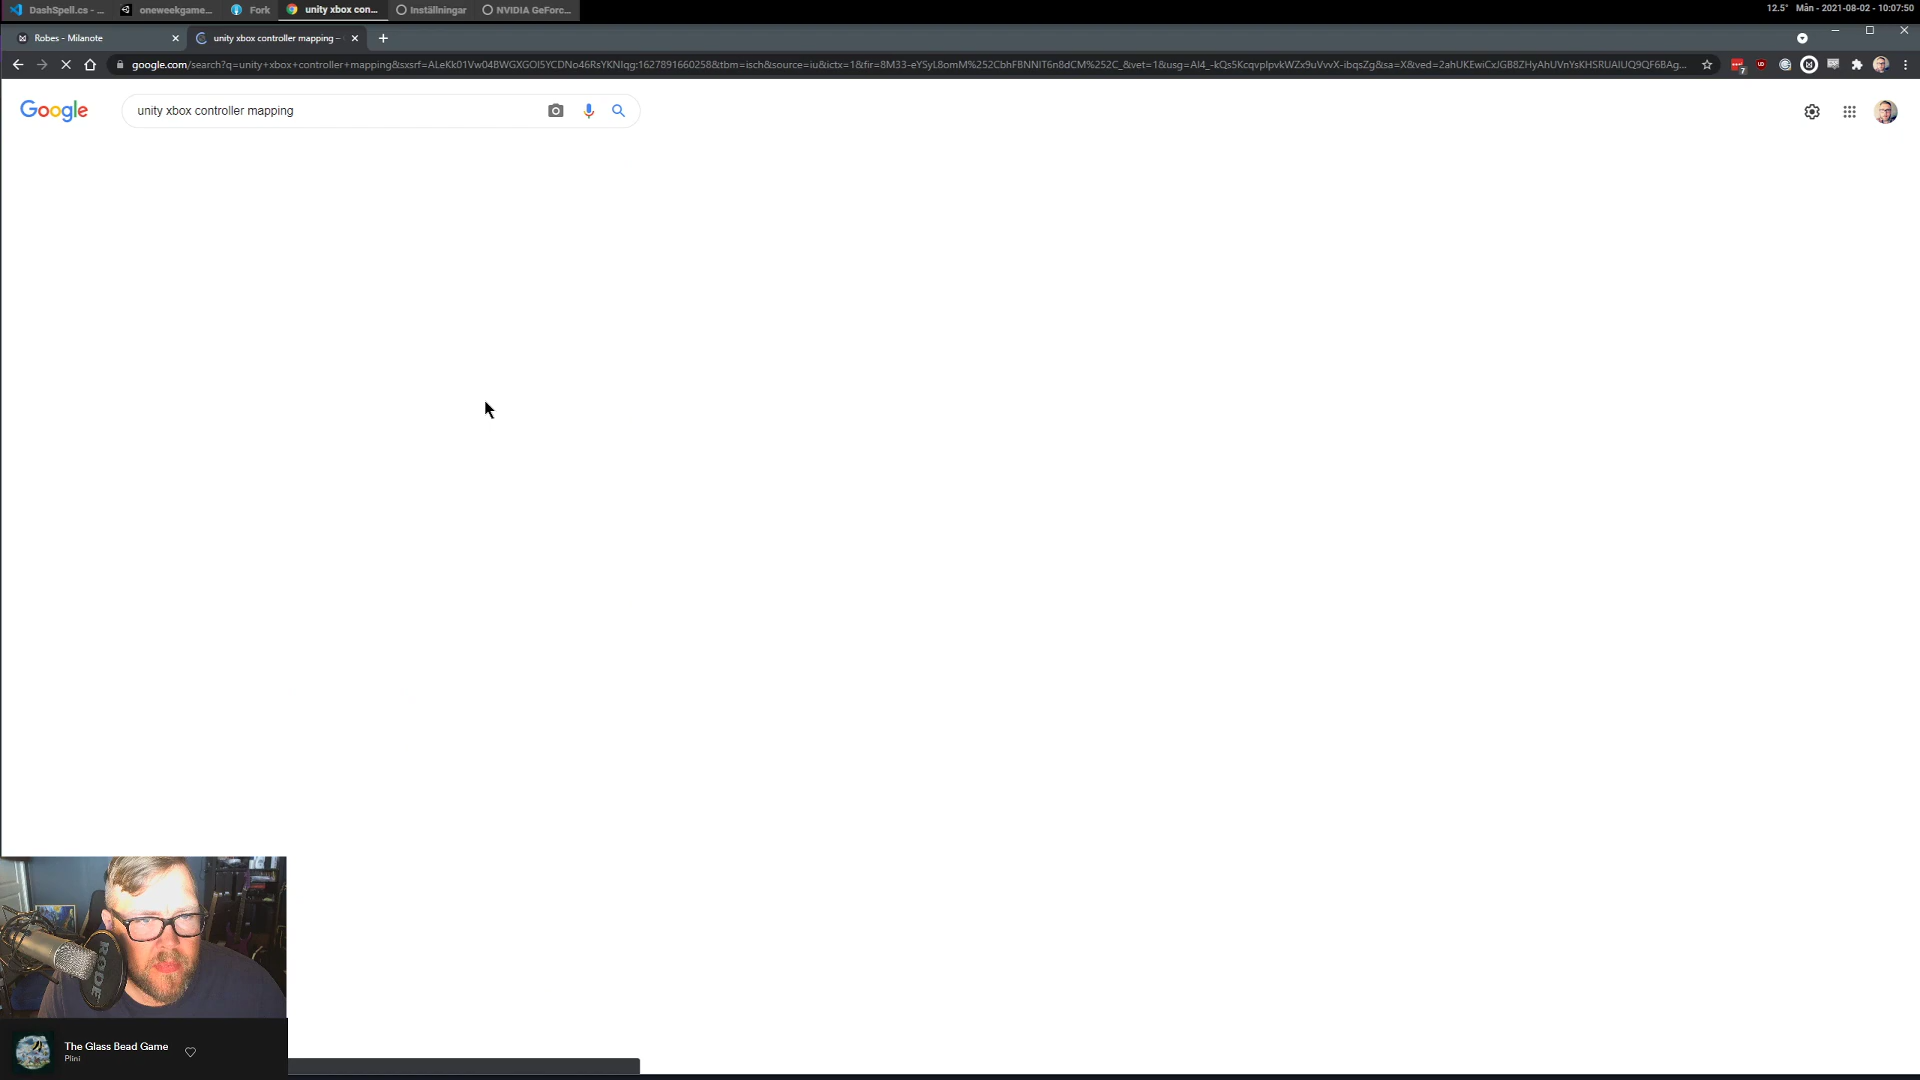 DashSpell.cs - ...
oneweekgame...
Fork
unity xbox con...
Inställningar
NVIDIA GeForc...
12.5° Mån - 2021-08-02 - 10:07:50
Robes - Milanote
unity xbox controller mapping –
Google
unity xbox controller mapping
RODE
The Glass Bead Game
Plini